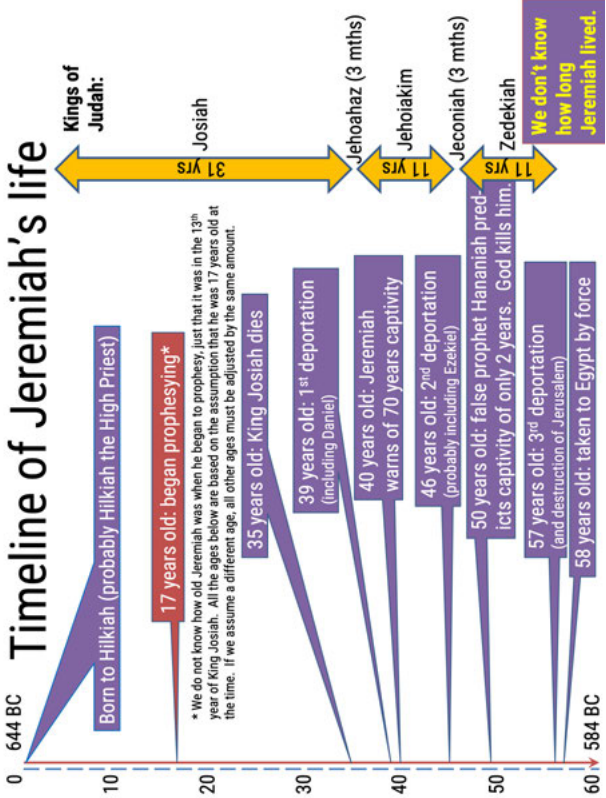 Timeline of Jeremiah's life
0
644 BC
10
20
30
40
50
60
584 BC
Born to Hilkiah (probably Hilkiah the High Priest)
17 years old: began prophesying*
* We do not know how old Jeremiah was when he began to prophesy, just that it was in the 13th
year of King Josiah. All the ages below are based on the assumption that he was 17 years old at
the time. If we assume a different age, all other ages must be adjusted by the same amount.
35 years old: King Josiah dies
39 years old: 1st deportation
(including Daniel)
40 years old: Jeremiah
warns of 70 years captivity
46 years old: 2nd deportation
(probably including Ezekiel)
50 years old: false prophet Hananiah pred-
icts captivity of only 2 years. God kills him.
57 years old: 3rd deportation
(and destruction of Jerusalem)
58 years old: taken to Egypt by force
Kings of
Judah:
31 yrs
Josiah
Jehoahaz (3 mths)
11 yrs
Jehoiakim
Jeconiah (3 mths)
11 yrs
Zedekiah
We don't know
how long
Jeremiah lived.